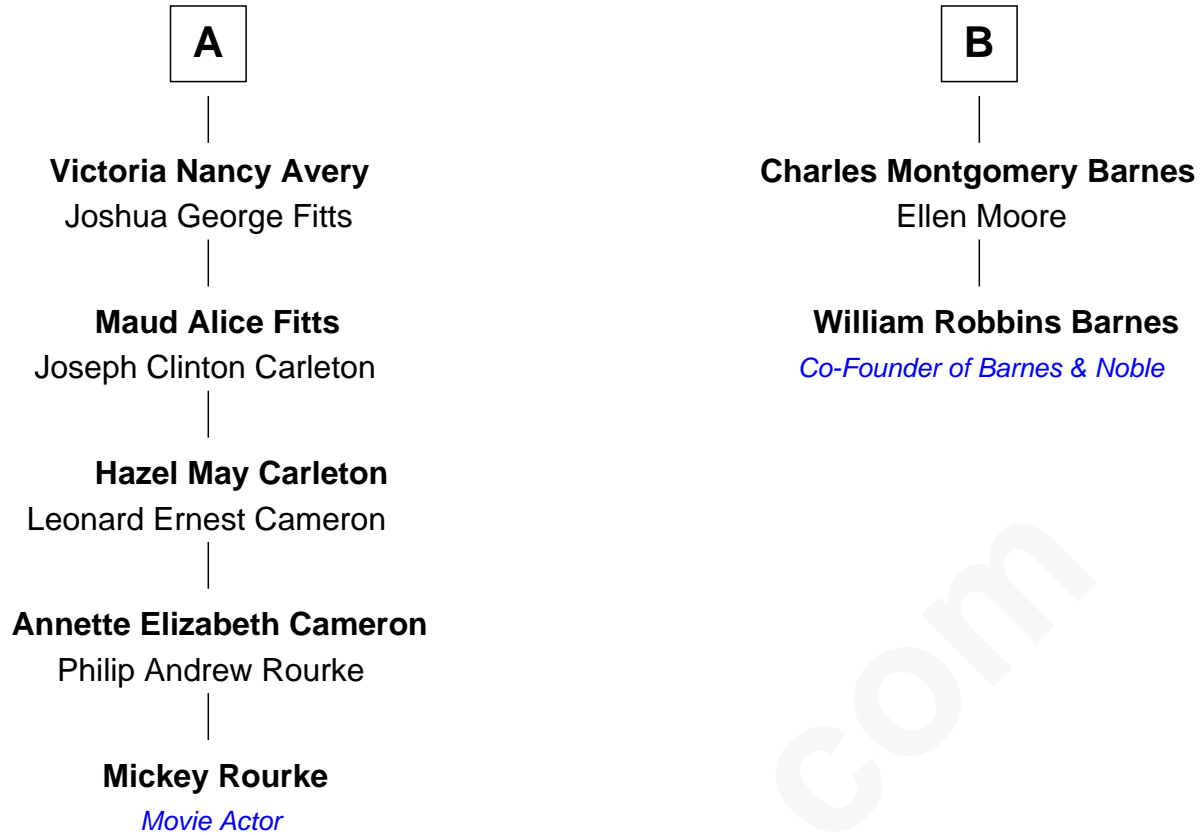 A
Victoria Nancy Avery
Joshua George Fitts
Maud Alice Fitts
Joseph Clinton Carleton
Hazel May Carleton
Leonard Ernest Cameron
Annette Elizabeth Cameron
Philip Andrew Rourke
Mickey Rourke
Movie Actor
B
Charles Montgomery Barnes
Ellen Moore
William Robbins Barnes
Co-Founder of Barnes & Noble
com